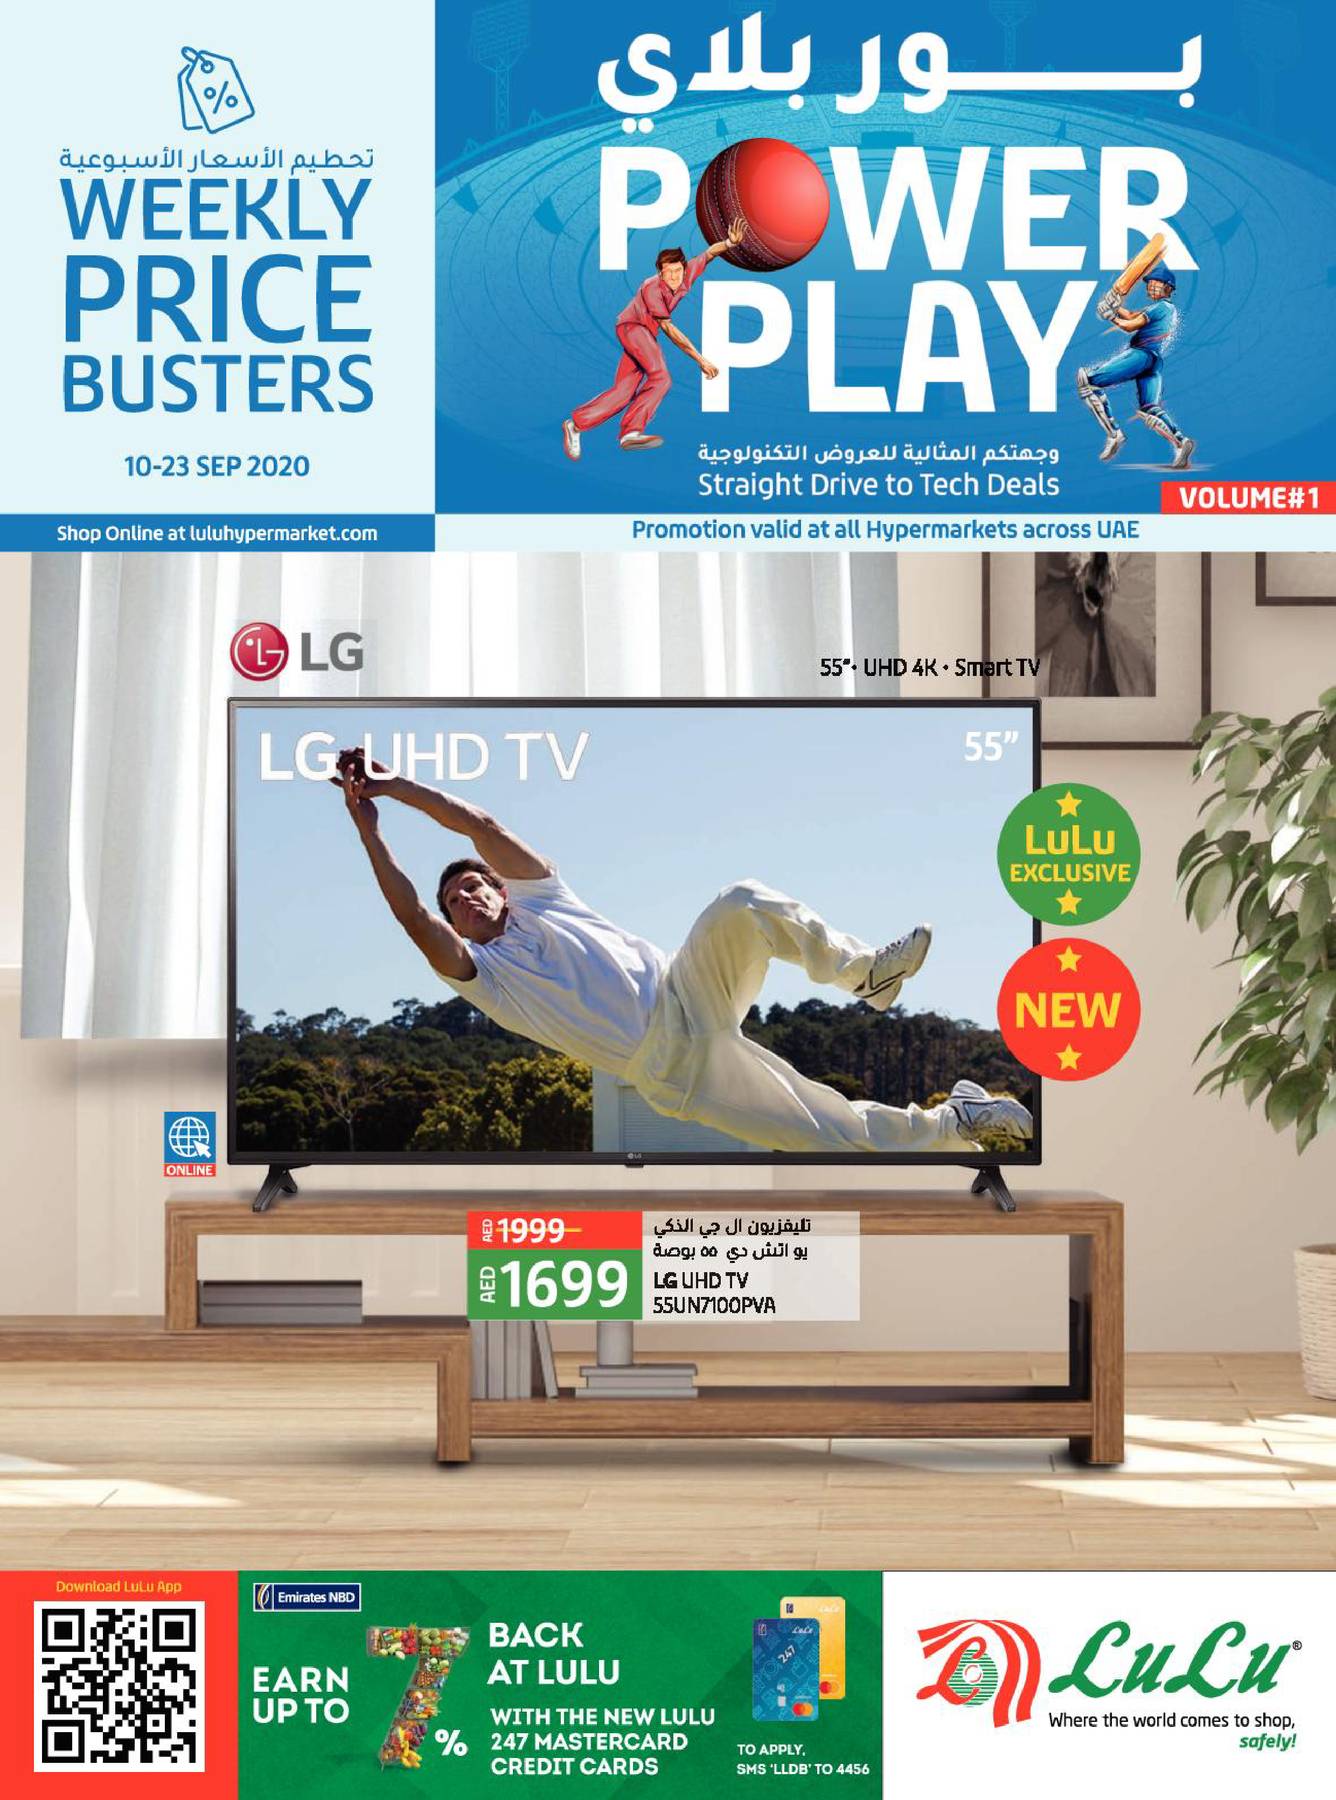 تحطيم الأسعار الأسبوعية
WEEKLY
PRICE
BUSTERS
10-23 SEP 2020
Shop Online at luluhypermarket.com
بـــور بلاي
POWER
PLAY
وجهتكم المثالية للعروض التكنولوجية
Straight Drive to Tech Deals
VOLUME#1
Promotion valid at all Hypermarkets across UAE
LG
55"• UHD 4K • Smart TV
LG UHD TV
55”
LuLu
EXCLUSIVE
NEW
ONLINE
LG
AED 1999
AED 1699
تليفزيون ال جي الذكي
يو اتش دي ٥٥ بوصة
LG UHD TV
55UN7100PVA
Download LuLu App
Emirates NBD
EARN
UP TO
7%
BACK
AT LULU
WITH THE NEW LULU
247 MASTERCARD
CREDIT CARDS
LuLu
LuLu
247
TO APPLY,
SMS 'LLDB' TO 4456
LuLu®
Where the world comes to shop,
safely!